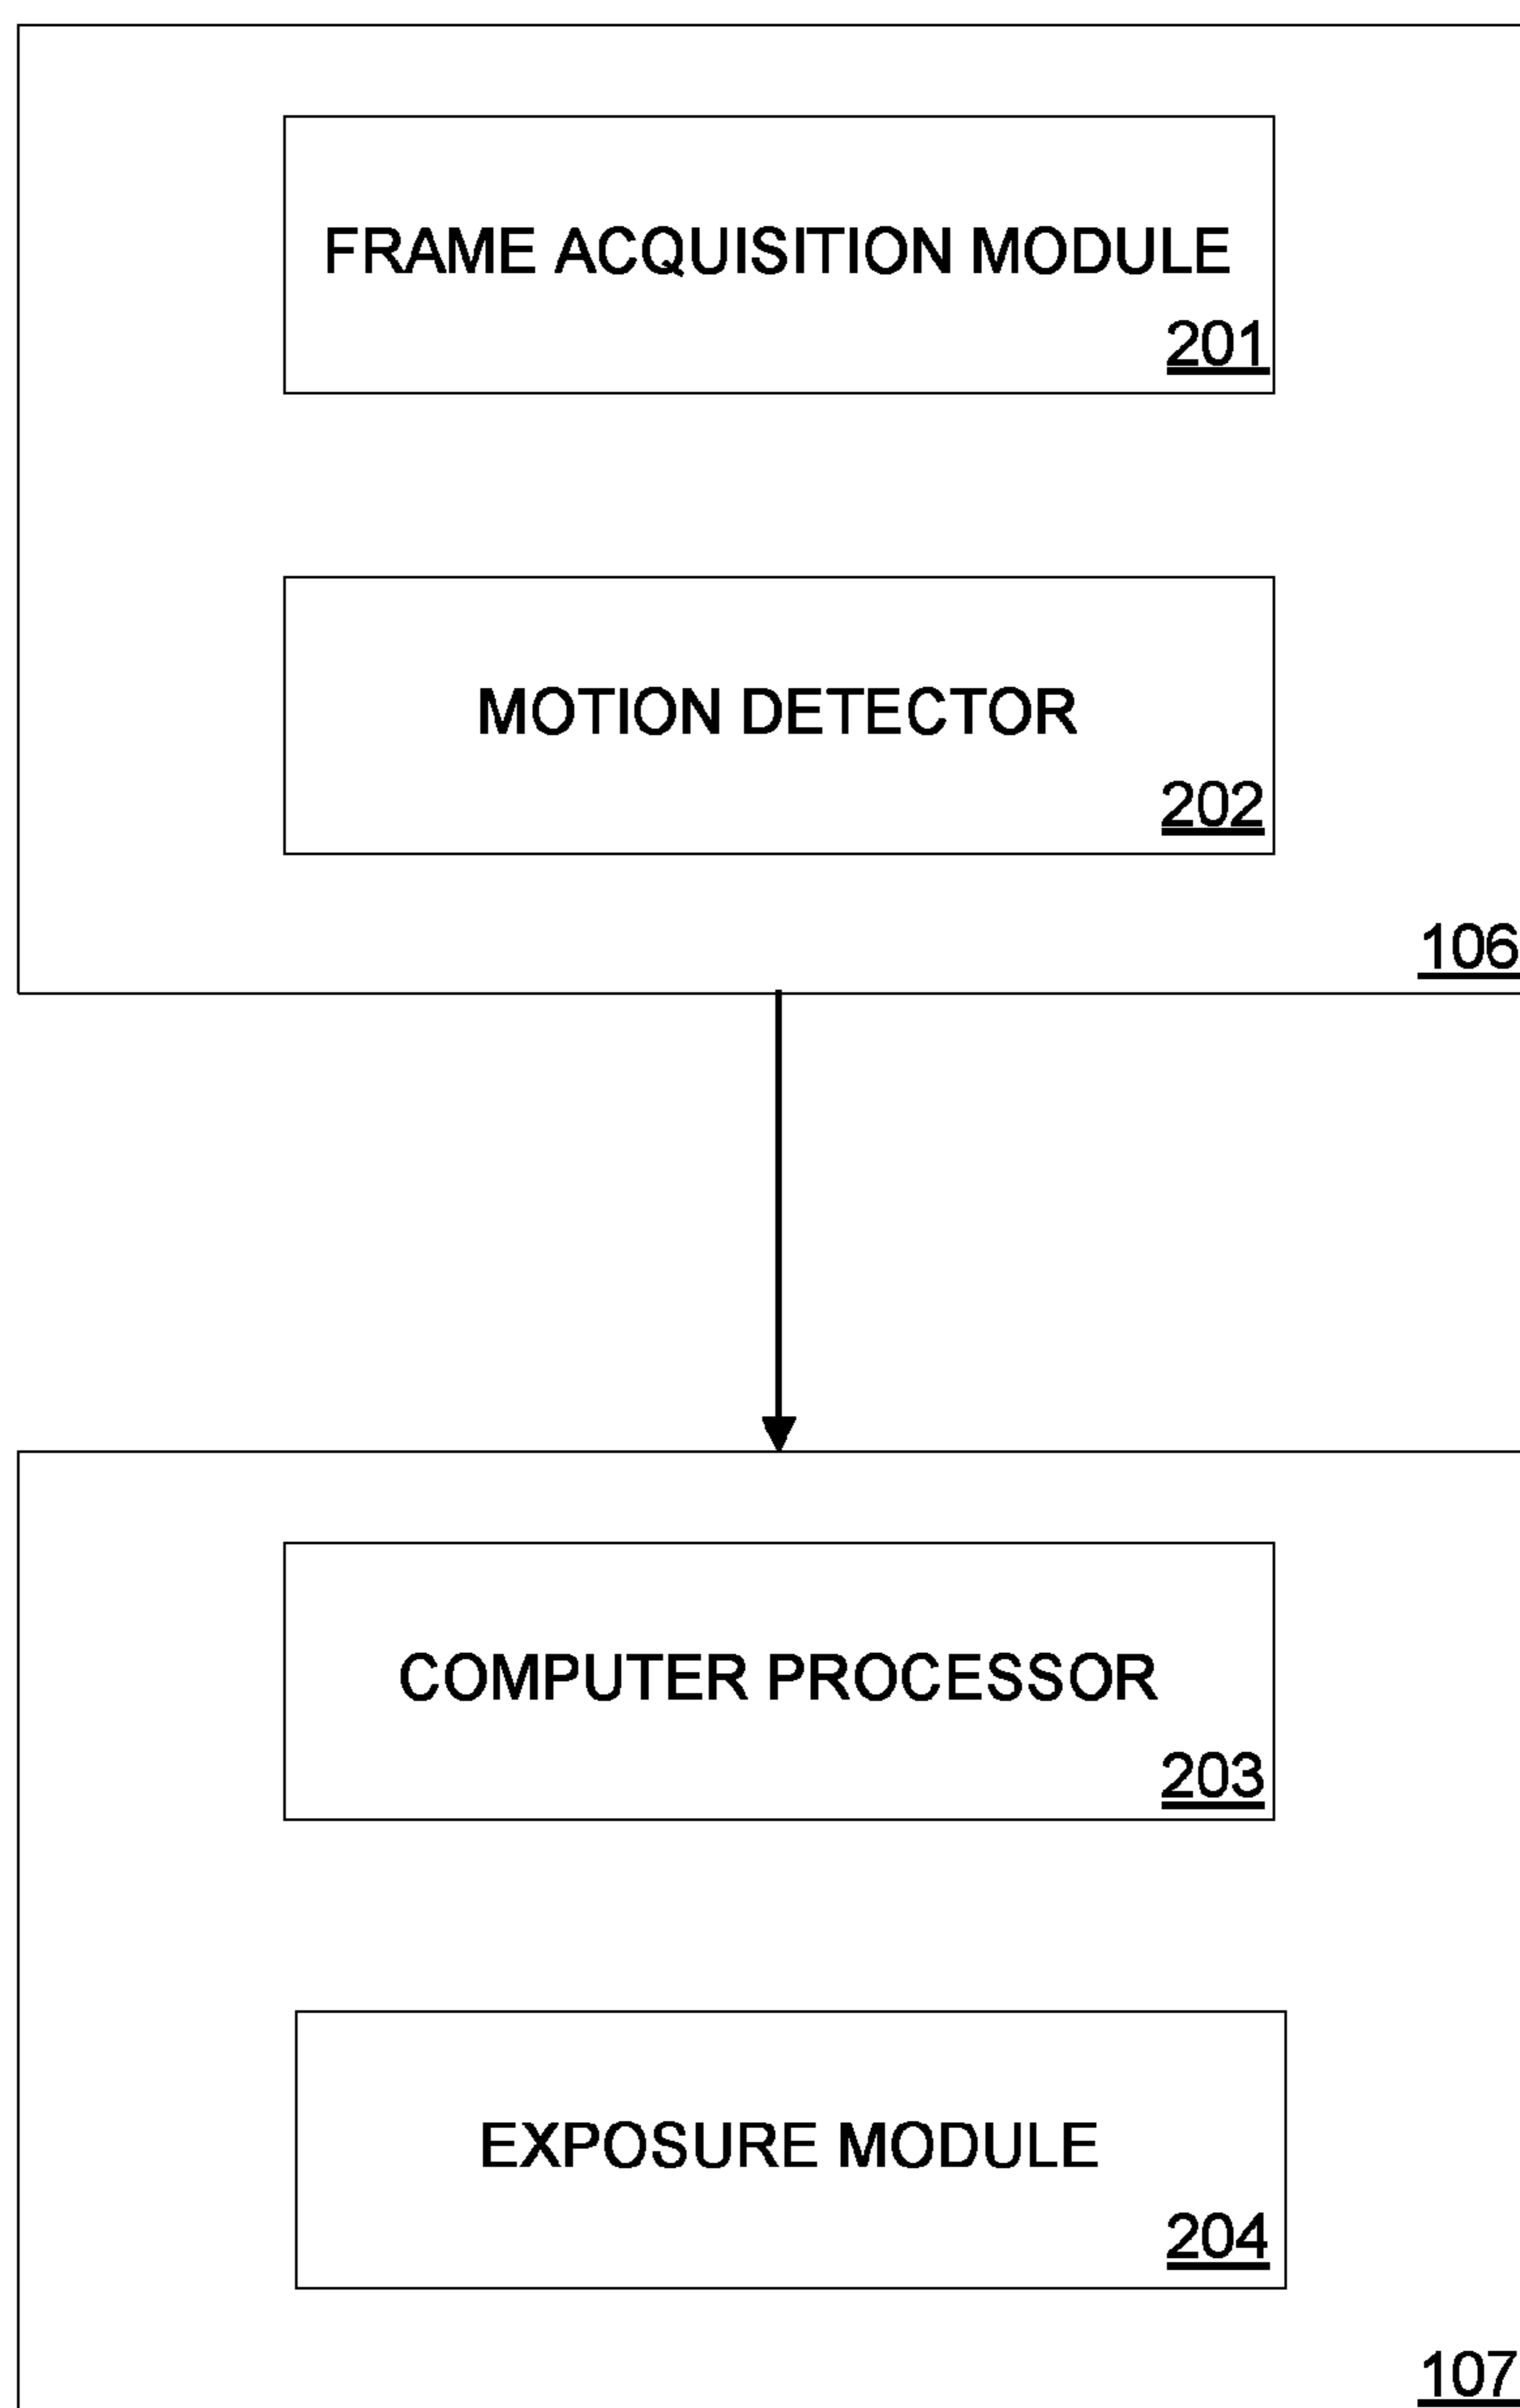 FRAME ACQUISITION MODULE
201
MOTION DETECTOR
202
106
COMPUTER PROCESSOR
203
EXPOSURE MODULE
204
107